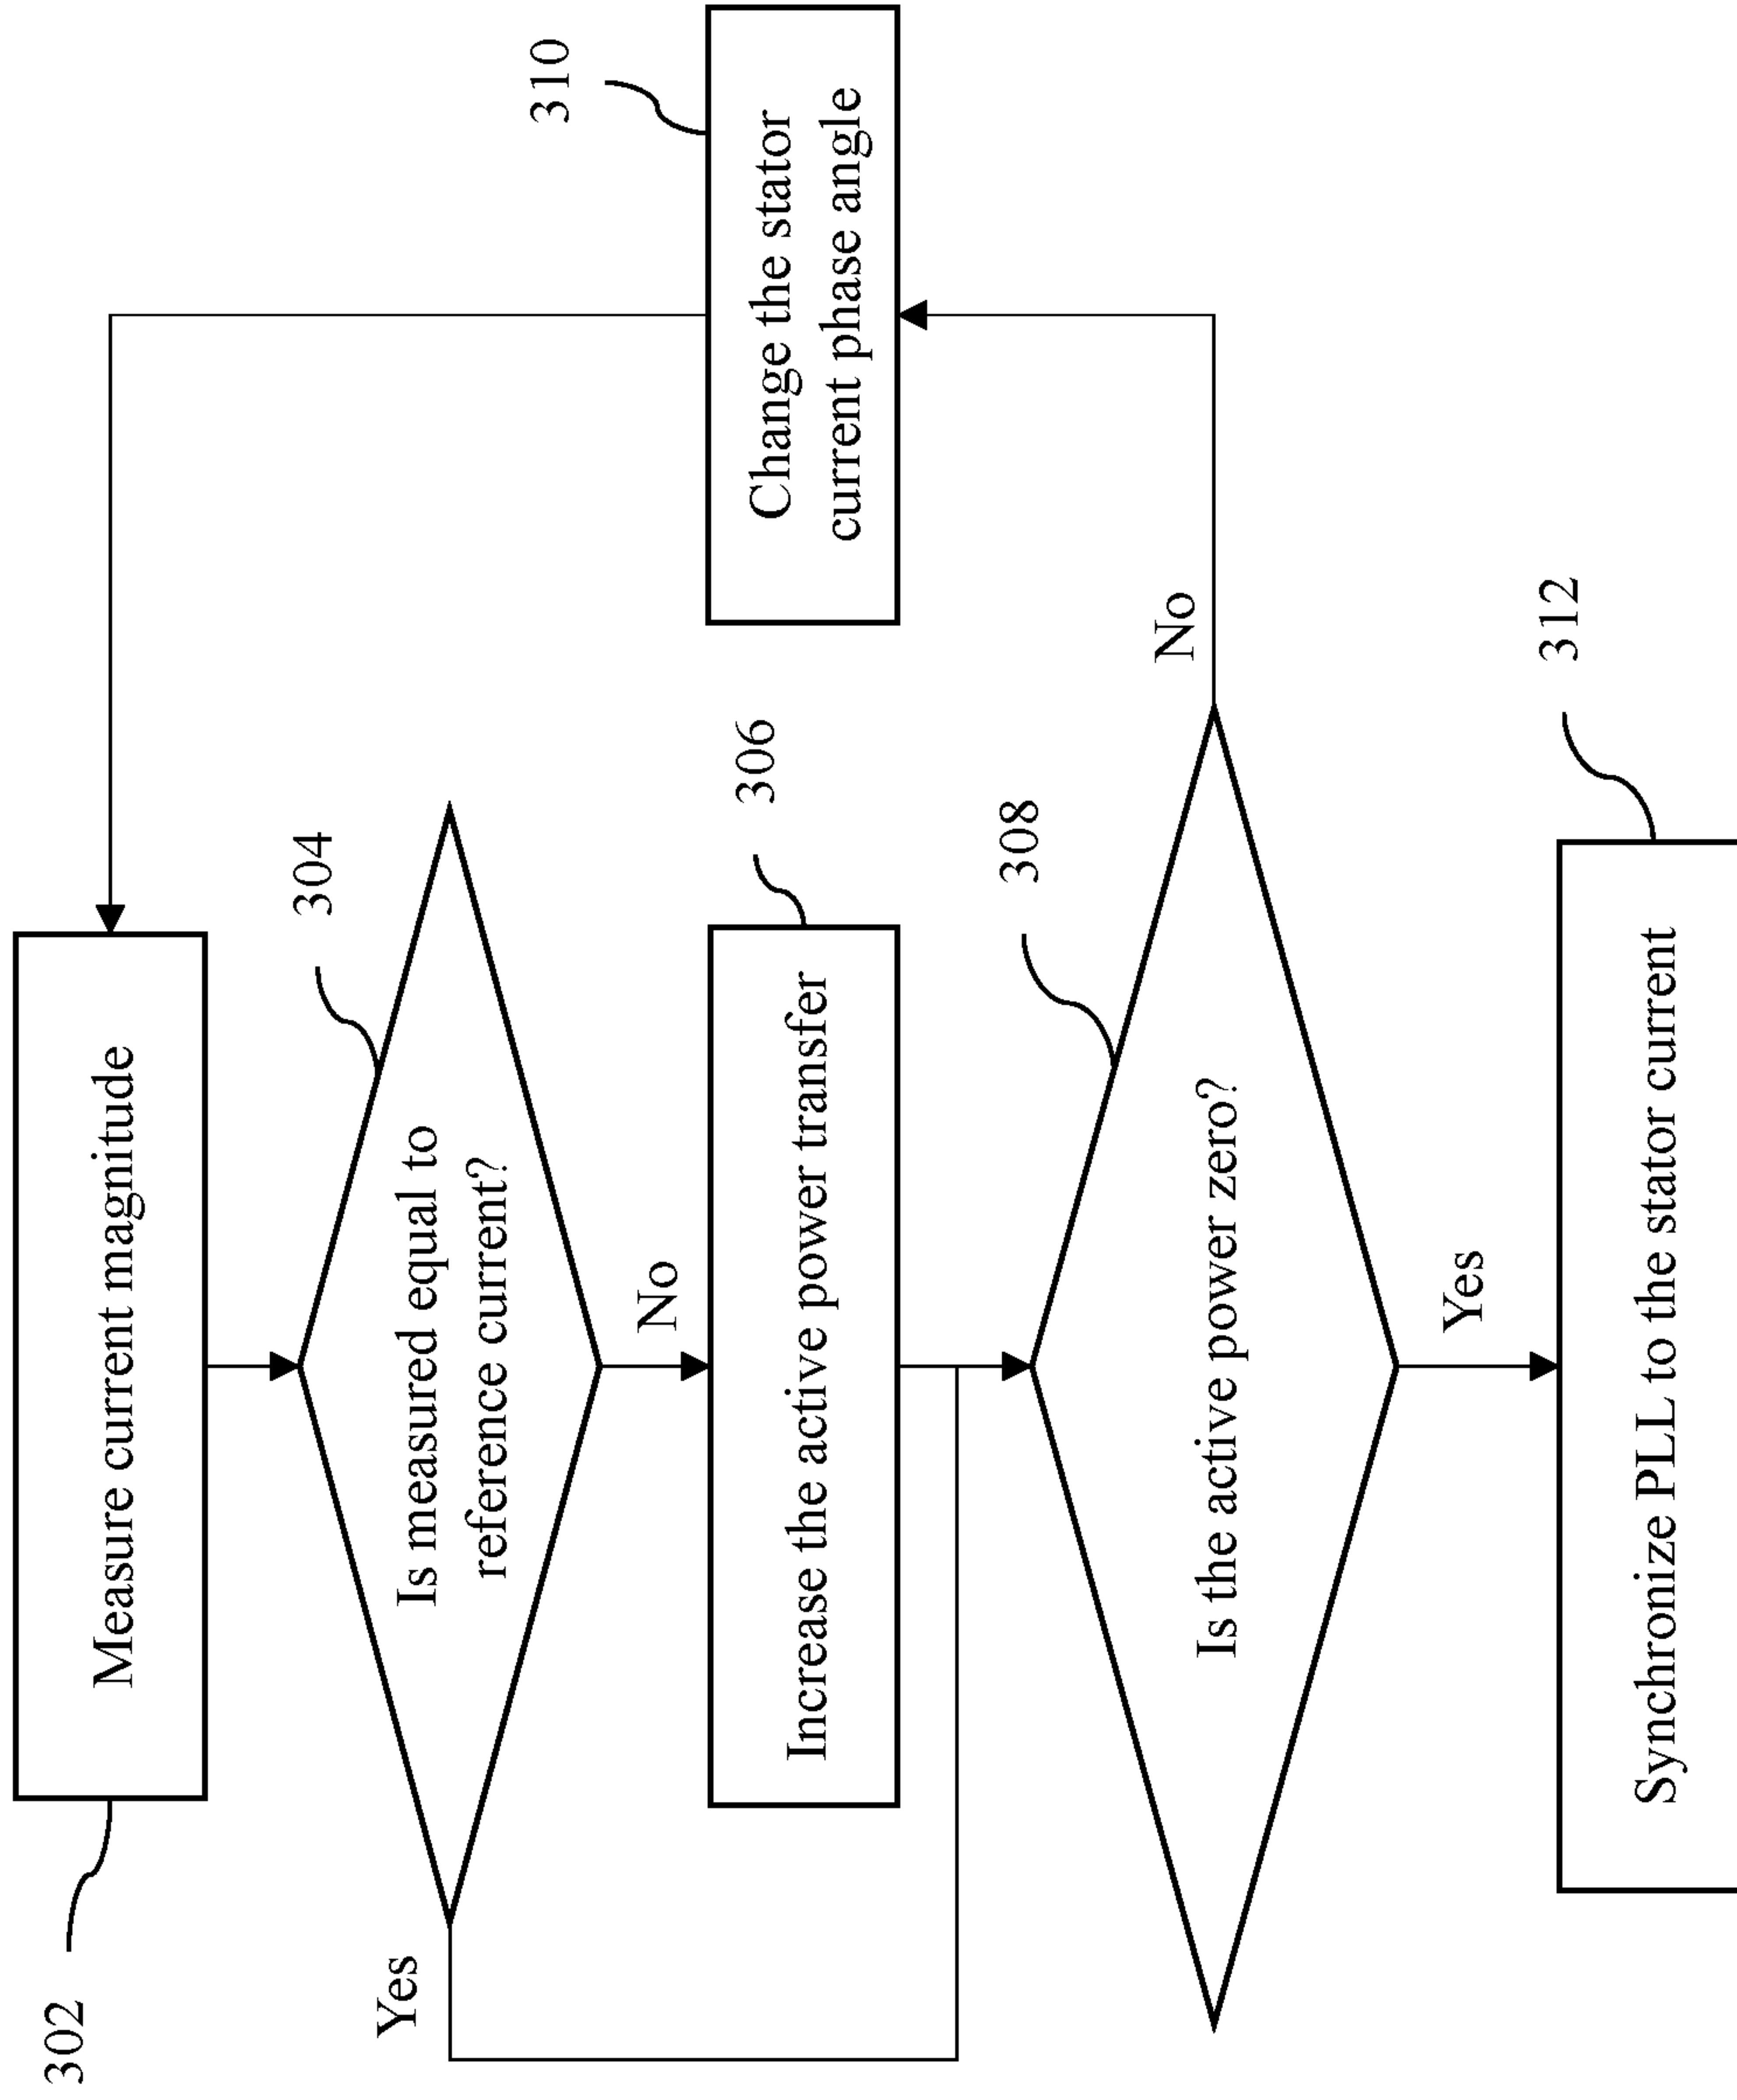 302
Measure current magnitude
304
Is measured equal to
reference current?
Yes
No
306
Increase the active power transfer
308
Is the active power zero?
No
310
Change the stator
current phase angle
Yes
312
Synchronize PLL to the stator current